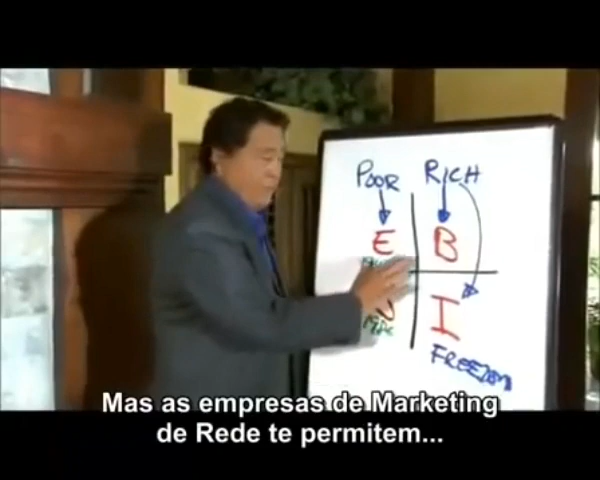 POOR RICH
E B
I
FREEDOM
Mas as empresas de Marketing
de Rede te permitem...